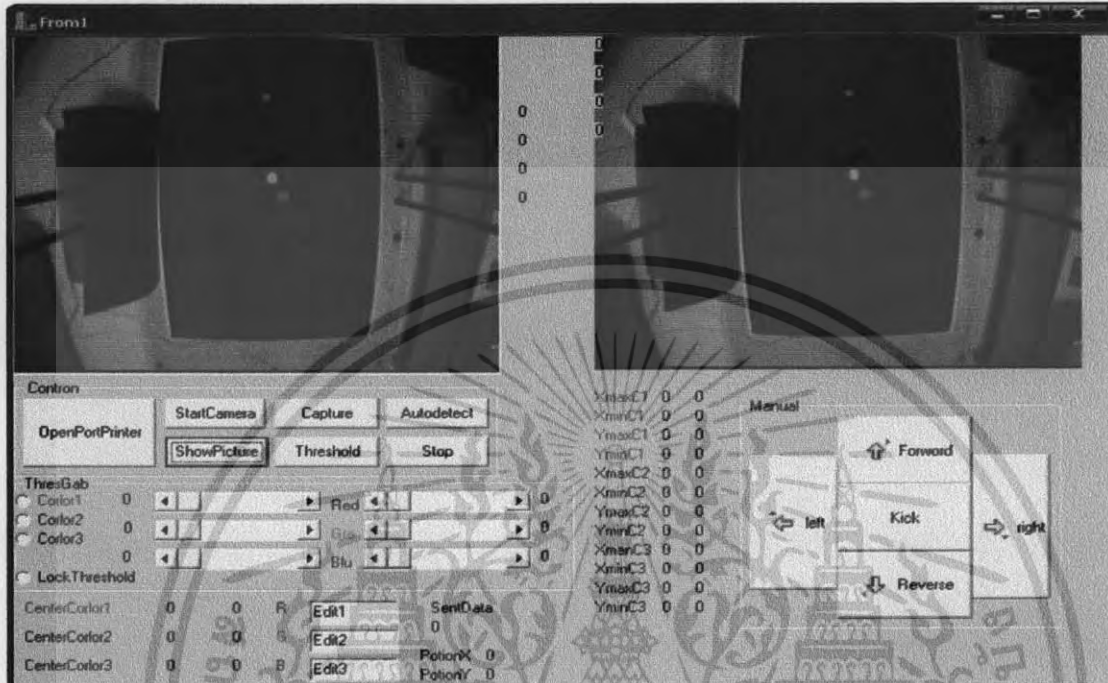 From1
0
0
0
0
0
0
0
0
Contron
OpenPortPrinter
StartCamera
Capture
Autodetect
ShowPicture
Threshold
Stop
ThresGab
Corlor1 0 Red 0
Corlor2 0 0
Corlor3
0 Blu 0
LockThreshold
CenterCorlor1 0 0 R Edit1 SentData
0
CenterCorlor2 0 0 G Edit2
CenterCorlor3 0 0 B Edit3
PotionX 0
PotionY 0
XmaxC1 0 0
XminC1 0 0
YmaxC1 0 0
YminC1 0 0
XmaxC2 0 0
XminC2 0 0
YmaxC2 0 0
YminC2 0 0
XmanC3 0 0
XminC3 0 0
YmaxC3 0 0
YminC3 0 0
Manual
Forword
left
Kick
right
Reverse